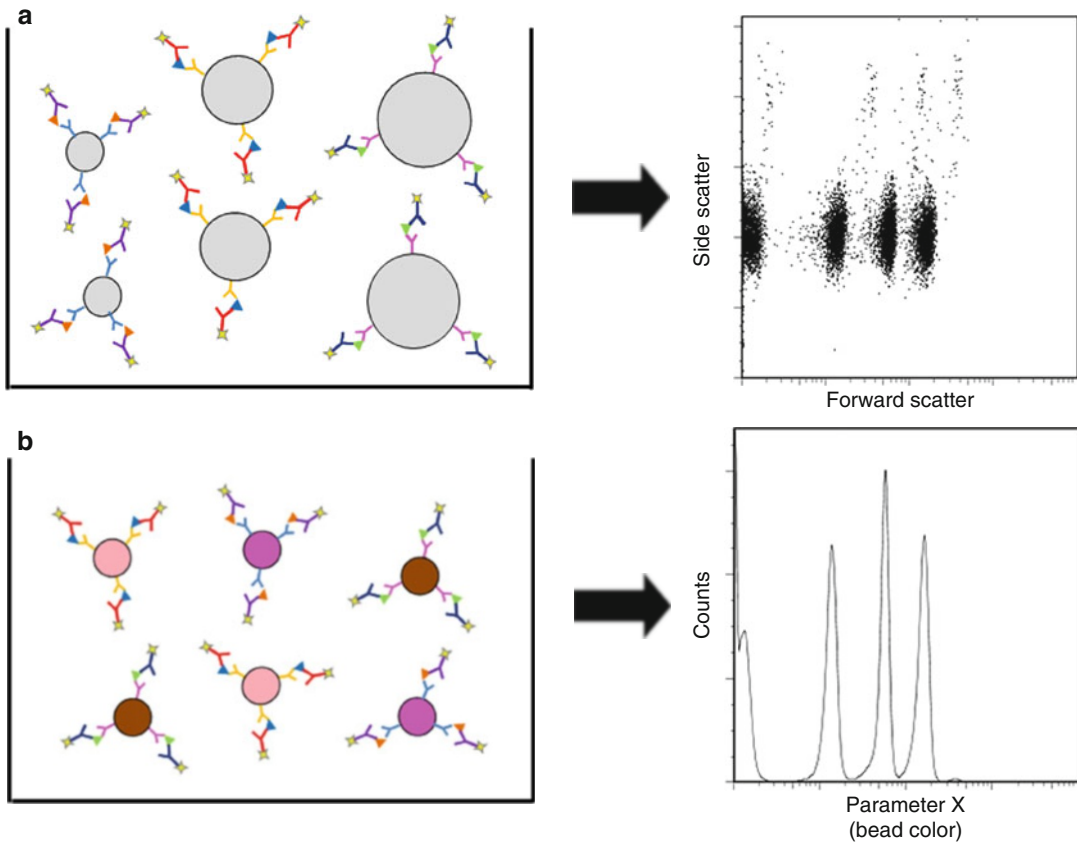 a
Side scatter
Forward scatter
b
Counts
Parameter X
(bead color)